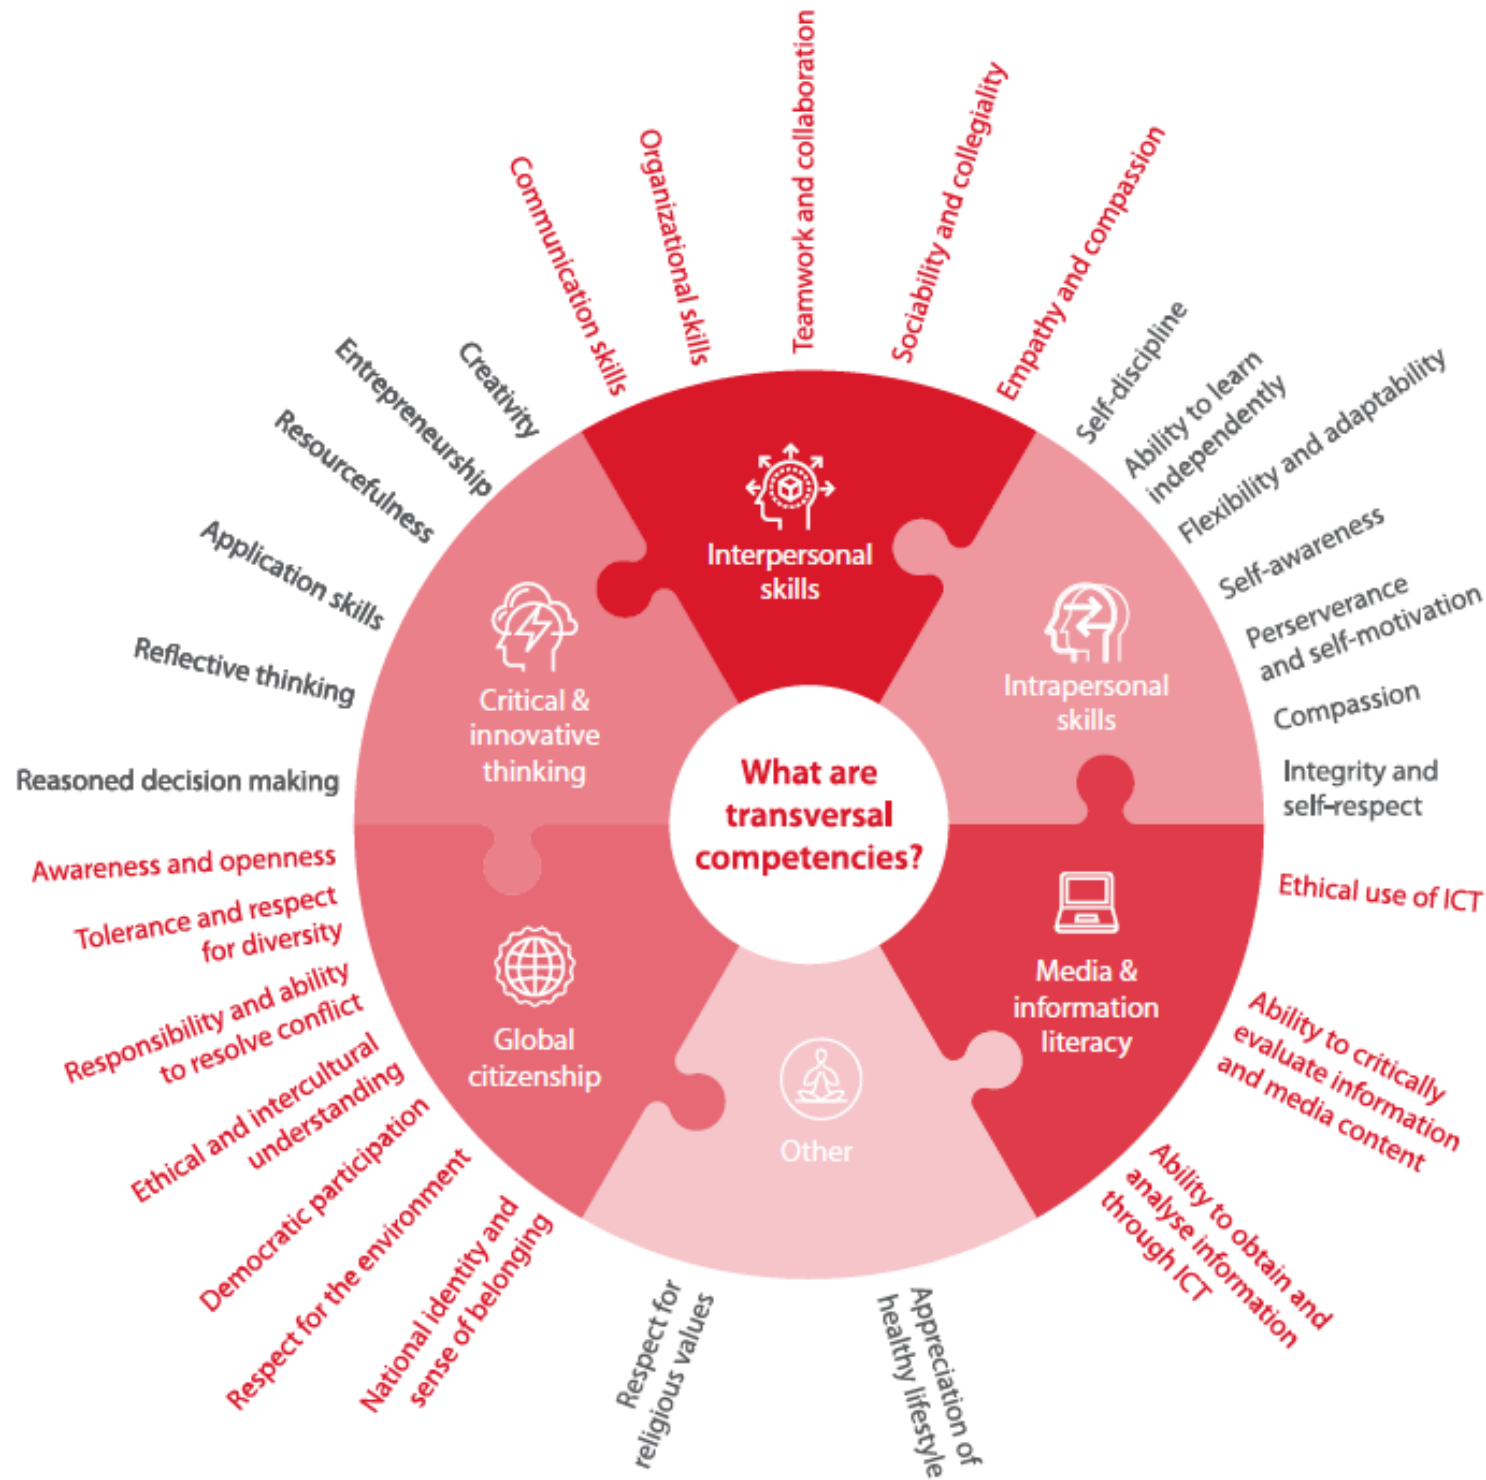 What are
transversal
competencies?
Interpersonal
skills
Communication skills
Organizational skills
Teamwork and collaboration
Sociability and collegiality
Empathy and compassion
Intrapersonal
skills
Self-discipline
Ability to learn
independently
Flexibility and adaptability
Self-awareness
Perserverance
and self-motivation
Compassion
Integrity and
self-respect
Media &
information
literacy
Ethical use of ICT
Ability to critically
evaluate information
and media content
Ability to obtain and
analyse information
through ICT
Other
Appreciation of
healthy lifestyle
Respect for
religious values
Global
citizenship
National identity and
sense of belonging
Respect for the environment
Democratic participation
Ethical and intercultural
understanding
Responsibility and ability
to resolve conflict
Tolerance and respect
for diversity
Awareness and openness
Critical &
innovative
thinking
Reasoned decision making
Reflective thinking
Application skills
Resourcefulness
Entrepreneurship
Creativity